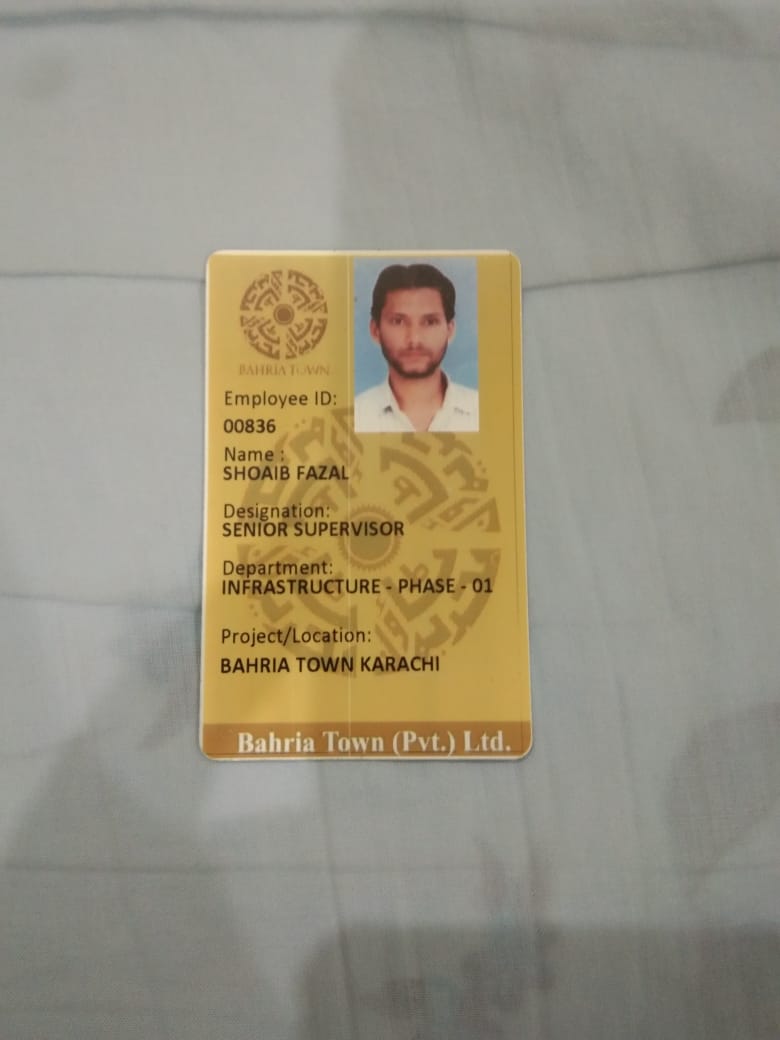 BAHRIA TOWN
Employee ID:
00836
Name :
SHOAIB FAZAL
Designation:
SENIOR SUPERVISOR
Department:
INFRASTRUCTURE - PHASE - 01
Project/Location:
BAHRIA TOWN KARACHI
Bahria Town (Pvt.) Ltd.